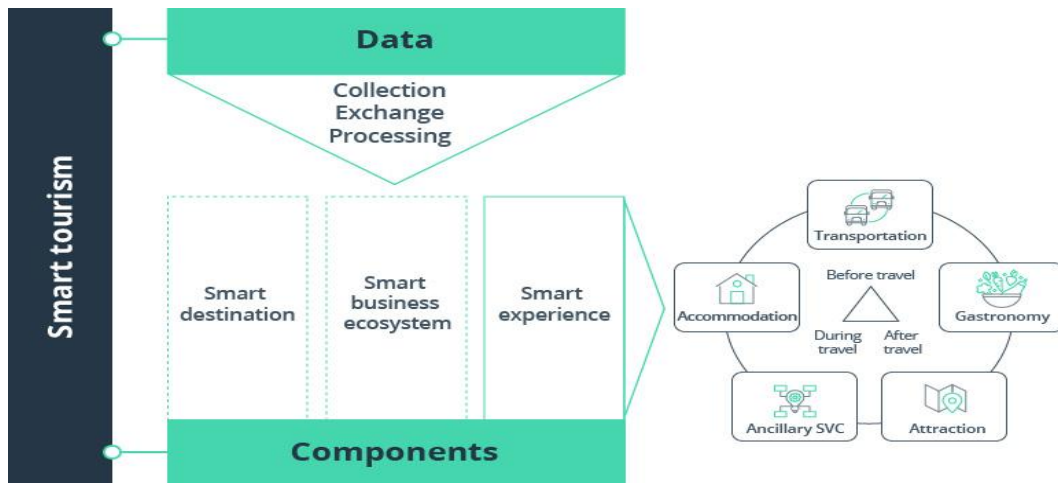 Smart tourism
Data
Collection
Exchange
Processing
Smart
destination
Smart
business
ecosystem
Smart
experience
Components
Transportation
Accommodation
Before travel
During
travel
After
travel
Gastronomy
Ancillary SVC
Attraction